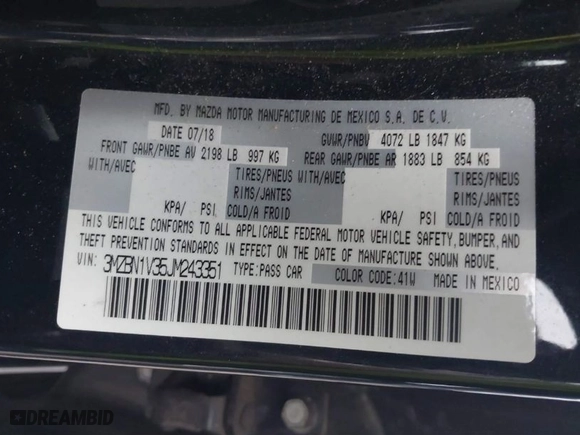 MFD. BY MAZDA MOTOR MANUFACTURING DE MEXICO S.A. DE C.V.
DATE 07/18 GVWR/PNBV 4072 LB 1847 KG
FRONT GAWR/PNBE AV 2198 LB 997 KG REAR GAWR/PNBE AR 1883 LB 854 KG
WITH/AVEC TIRES/PNEUS WITH/AVEC TIRES/PNEUS
RIMS/JANTES RIMS/JANTES
KPA/ PSI COLD/A FROID KPA/ PSI COLD/A FROID
THIS VEHICLE CONFORMS TO ALL APPLICABLE FEDERAL MOTOR VEHICLE SAFETY, BUMPER, AND
THEFT PREVENTION STANDARDS IN EFFECT ON THE DATE OF MANUFACTURE SHOWN ABOVE.
VIN: 3MZBN1V35JM243351 TYPE: PASS CAR COLOR CODE: 41W MADE IN MEXICO
DREAMBID